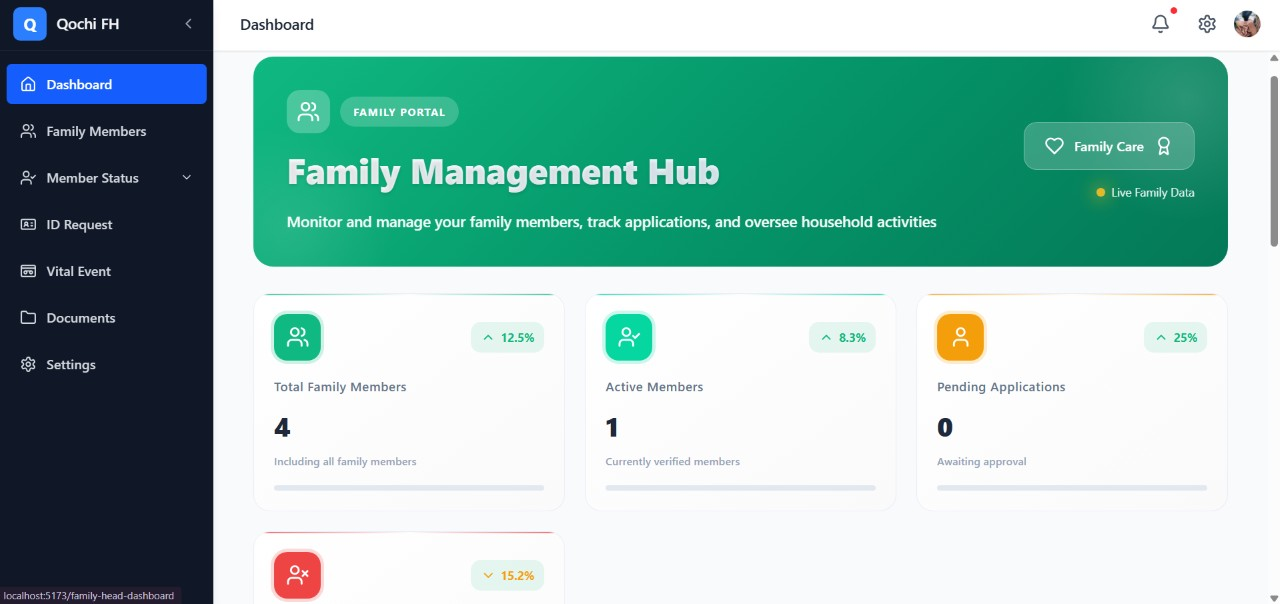 Q Qochi FH
Dashboard
Dashboard
Family Members
Member Status
ID Request
Vital Event
Documents
Settings
FAMILY PORTAL
Family Management Hub
Monitor and manage your family members, track applications, and oversee household activities
Family Care
Live Family Data
12.5%
Total Family Members
4
Including all family members
8.3%
Active Members
1
Currently verified members
25%
Pending Applications
0
Awaiting approval
15.2%
localhost:5173/family-head-dashboard